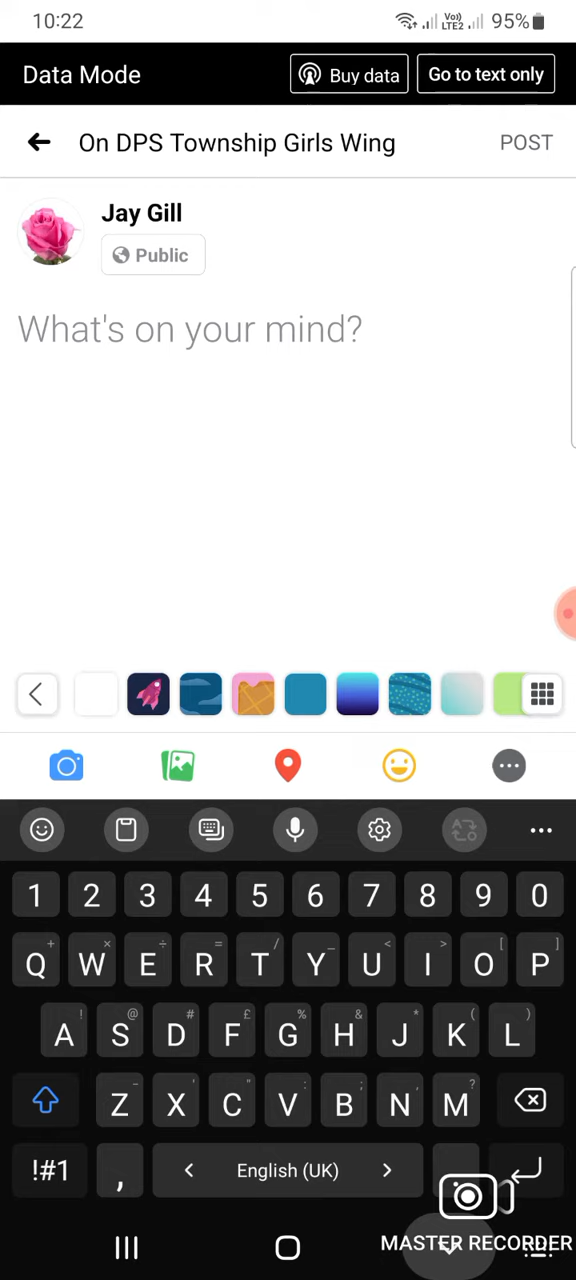 10:22
Vo))
LTE2
95%
Data Mode
Buy data
Go to text only
On DPS Township Girls Wing
POST
Jay Gill
Public
What's on your mind?
1 2 3 4 5 6 7 8 9 0
+ × ÷ = / _ < > [ ]
Q W E R T Y U I O P
! @ # £ % & * ( )
A S D F G H J K L
- ' " : ; , ?
Z X C V B N M
!#1 , < English (UK) >
MASTER RECORDER